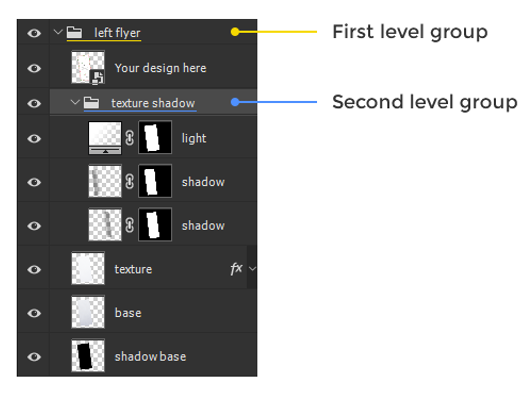 left flyer
First level group
Your design here
texture shadow
Second level group
light
shadow
shadow
texture
fx
base
shadow base